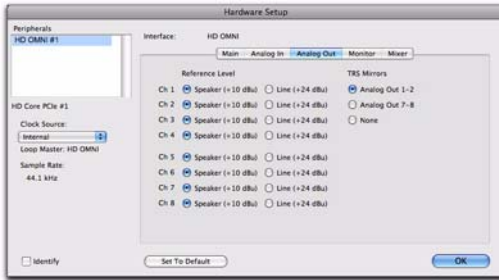 Hardware Setup
Peripherals
HD OMNI #1
HD Core PCIe #1
Clock Source:
Internal
Loop Master: HD OMNI
Sample Rate:
44.1 kHz
Identify
Interface: HD OMNI
Main Analog In Analog Out Monitor Mixer
Reference Level TRS Mirrors
Ch 1 Speaker (+10 dBu) Line (+24 dBu) Analog Out 1-2
Ch 2 Speaker (+10 dBu) Line (+24 dBu) Analog Out 7-8
Ch 3 Speaker (+10 dBu) Line (+24 dBu) None
Ch 4 Speaker (+10 dBu) Line (+24 dBu)
Ch 5 Speaker (+10 dBu) Line (+24 dBu)
Ch 6 Speaker (+10 dBu) Line (+24 dBu)
Ch 7 Speaker (+10 dBu) Line (+24 dBu)
Ch 8 Speaker (+10 dBu) Line (+24 dBu)
Set To Default OK